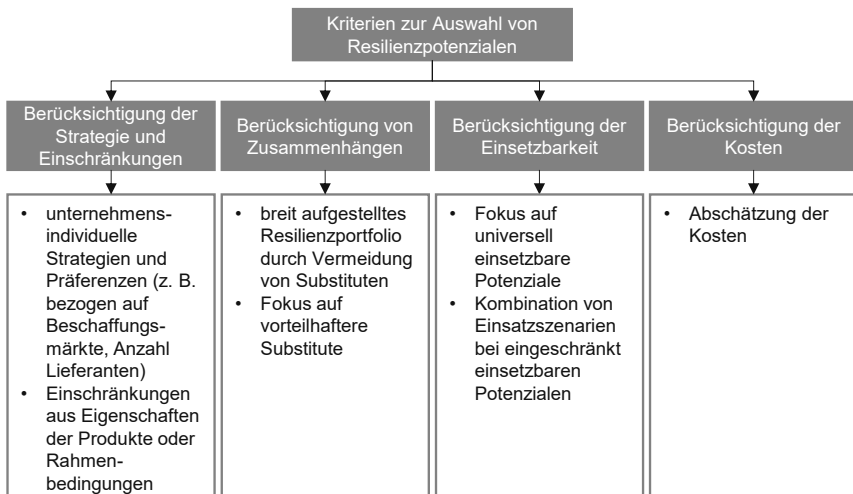 Kriterien zur Auswahl von
Resilienzpotenzialen
Berücksichtigung der
Strategie und
Einschränkungen
Berücksichtigung von
Zusammenhängen
Berücksichtigung der
Einsetzbarkeit
Berücksichtigung der
Kosten
• unternehmens-
individuelle
Strategien und
Präferenzen (z. B.
bezogen auf
Beschaffungs-
märkte, Anzahl
Lieferanten)
• Einschränkungen
aus Eigenschaften
der Produkte oder
Rahmen-
bedingungen
• breit aufgestelltes
Resilienzportfolio
durch Vermeidung
von Substituten
• Fokus auf
vorteilhaftere
Substitute
• Fokus auf
universell
einsetzbare
Potenziale
• Kombination von
Einsatzszenarien
bei eingeschränkt
einsetzbaren
Potenzialen
• Abschätzung der
Kosten